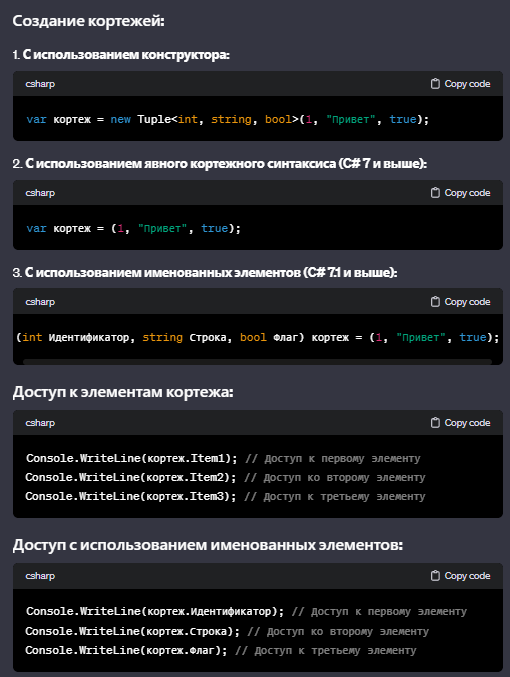 Создание кортежей:
1. С использованием конструктора:
csharp Copy code
var кортеж = new Tuple<int, string, bool>(1, "Привет", true);
2. С использованием явного кортежного синтаксиса (C# 7 и выше):
csharp Copy code
var кортеж = (1, "Привет", true);
3. С использованием именованных элементов (C# 7.1 и выше):
csharp Copy code
(int Идентификатор, string Строка, bool Флаг) кортеж = (1, "Привет", true);
Доступ к элементам кортежа:
csharp Copy code
Console.WriteLine(кортеж.Item1); // Доступ к первому элементу
Console.WriteLine(кортеж.Item2); // Доступ ко второму элементу
Console.WriteLine(кортеж.Item3); // Доступ к третьему элементу
Доступ с использованием именованных элементов:
csharp Copy code
Console.WriteLine(кортеж.Идентификатор); // Доступ к первому элементу
Console.WriteLine(кортеж.Строка); // Доступ ко второму элементу
Console.WriteLine(кортеж.Флаг); // Доступ к третьему элементу